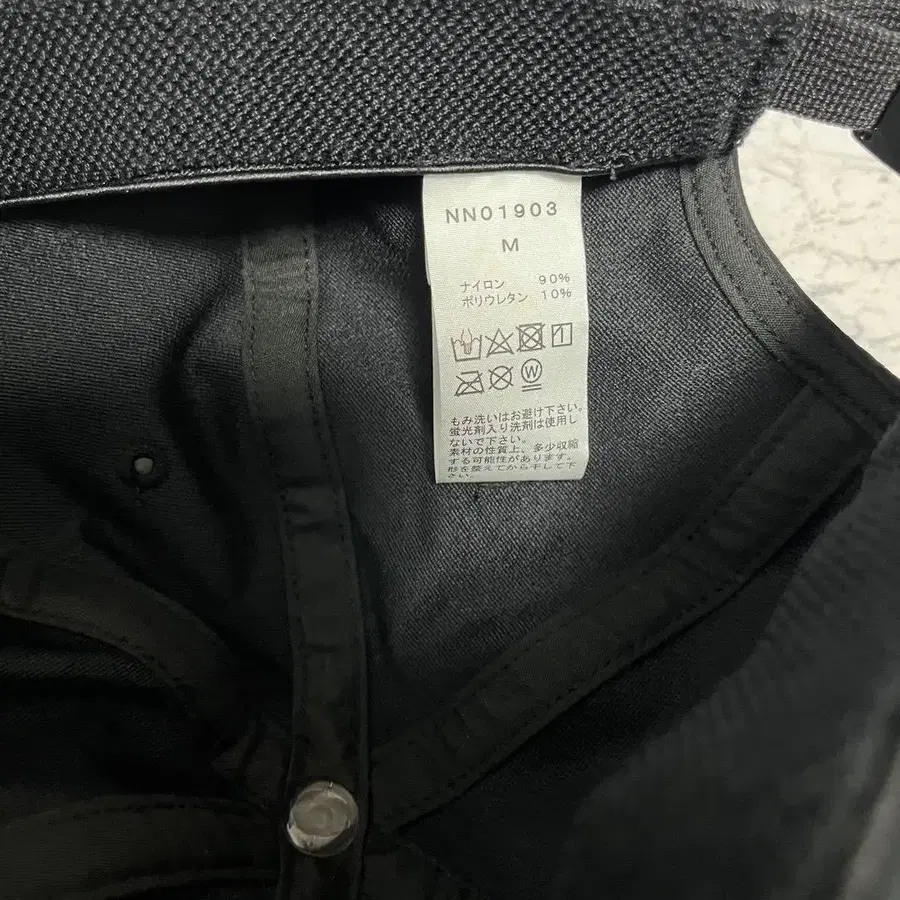 NN01903
M
ナイロン 90%
ポリウレタン 10%
W
もみ洗いはお避け下さい。
蛍光剤入り洗剤は使用し
ないで下さい。
素材の性質上、多少収縮
する可能性があります。
形を整えてから干して下
さい。